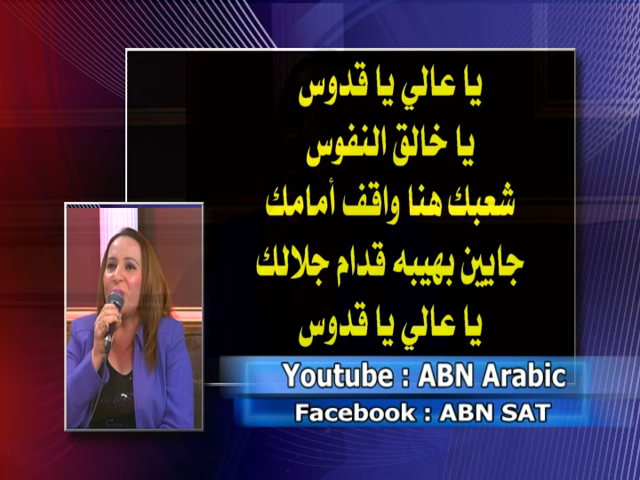 يا عالي يا قدوس
يا خالق النفوس
شعبك هنا واقف أمامك
جايين بهيبه قدام جلالك
يا عالي يا قدوس
Youtube : ABN Arabic
Facebook : ABN SAT